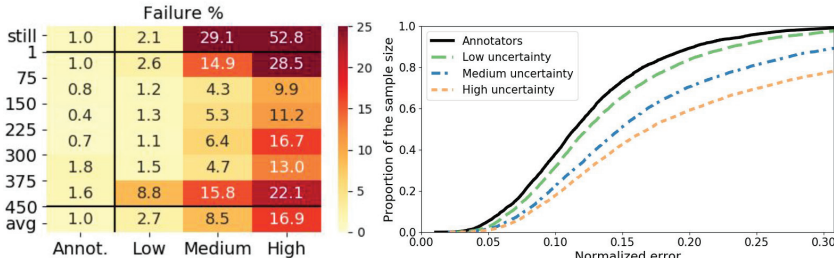 Failure %
still 1.0 2.1 29.1 52.8
1
1.0 2.6 14.9 28.5
75
0.8 1.2 4.3 9.9
150
0.4 1.3 5.3 11.2
225
0.7 1.1 6.4 16.7
300
1.8 1.5 4.7 13.0
375
1.6 8.8 15.8 22.1
450
avg 1.0 2.7 8.5 16.9
Annot. Low Medium High
25
20
15
10
5
0
Proportion of the sample size
1.0
0.8
0.6
0.4
0.2
0.0
Annotators
Low uncertainty
Medium uncertainty
High uncertainty
0.00 0.05 0.10 0.15 0.20 0.25 0.30
Normalized error